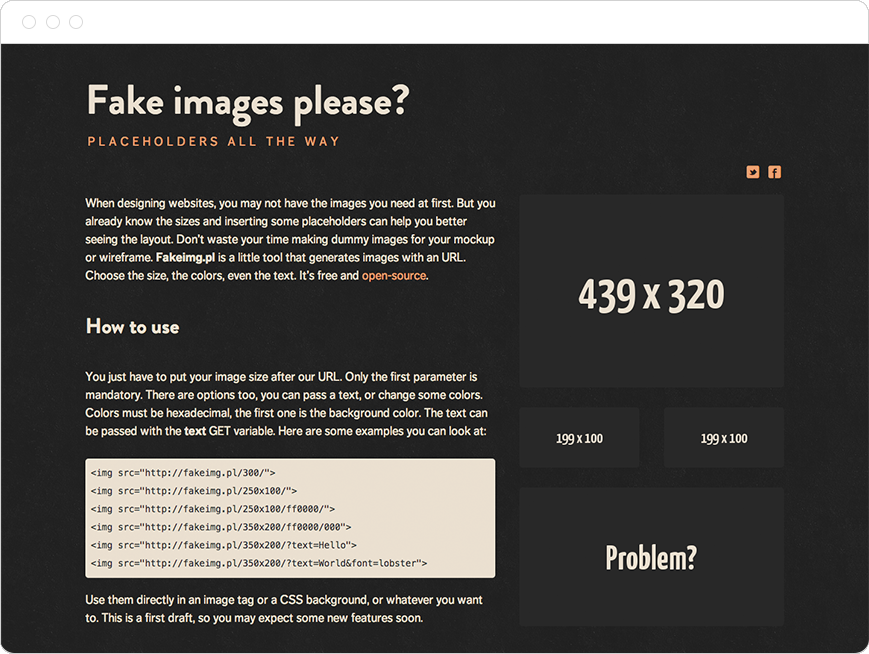 Fake images please?
PLACEHOLDERS ALL THE WAY
When designing websites, you may not have the images you need at first. But you
already know the sizes and inserting some placeholders can help you better
seeing the layout. Don't waste your time making dummy images for your mockup
or wireframe. Fakeimg.pl is a little tool that generates images with an URL.
Choose the size, the colors, even the text. It's free and open-source.
How to use
You just have to put your image size after our URL. Only the first parameter is
mandatory. There are options too, you can pass a text, or change some colors.
Colors must be hexadecimal, the first one is the background color. The text can
be passed with the text GET variable. Here are some examples you can look at:
<img src="http://fakeimg.pl/300/">
<img src="http://fakeimg.pl/250x100/">
<img src="http://fakeimg.pl/250x100/ff0000/">
<img src="http://fakeimg.pl/350x200/ff0000/000">
<img src="http://fakeimg.pl/350x200/?text=Hello">
<img src="http://fakeimg.pl/350x200/?text=World&font=lobster">
Use them directly in an image tag or a CSS background, or whatever you want
to. This is a first draft, so you may expect some new features soon.
439 x 320
199 x 100
199 x 100
Problem?